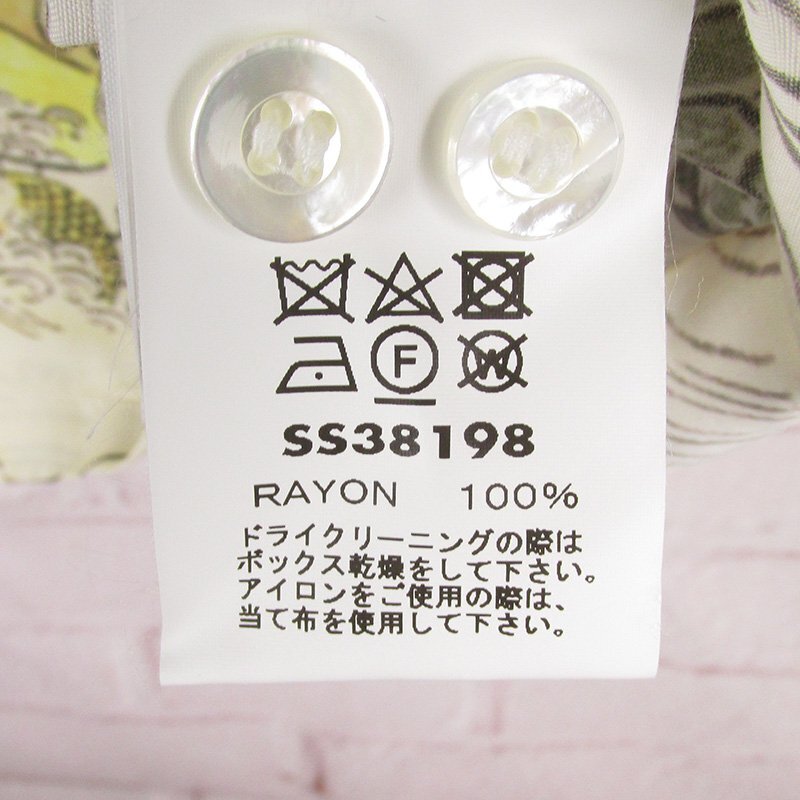 F W
SS38198
RAYON 100%
ドライクリーニングの際は
ボックス乾燥をして下さい。
アイロンをご使用の際は、
当て布を使用して下さい。